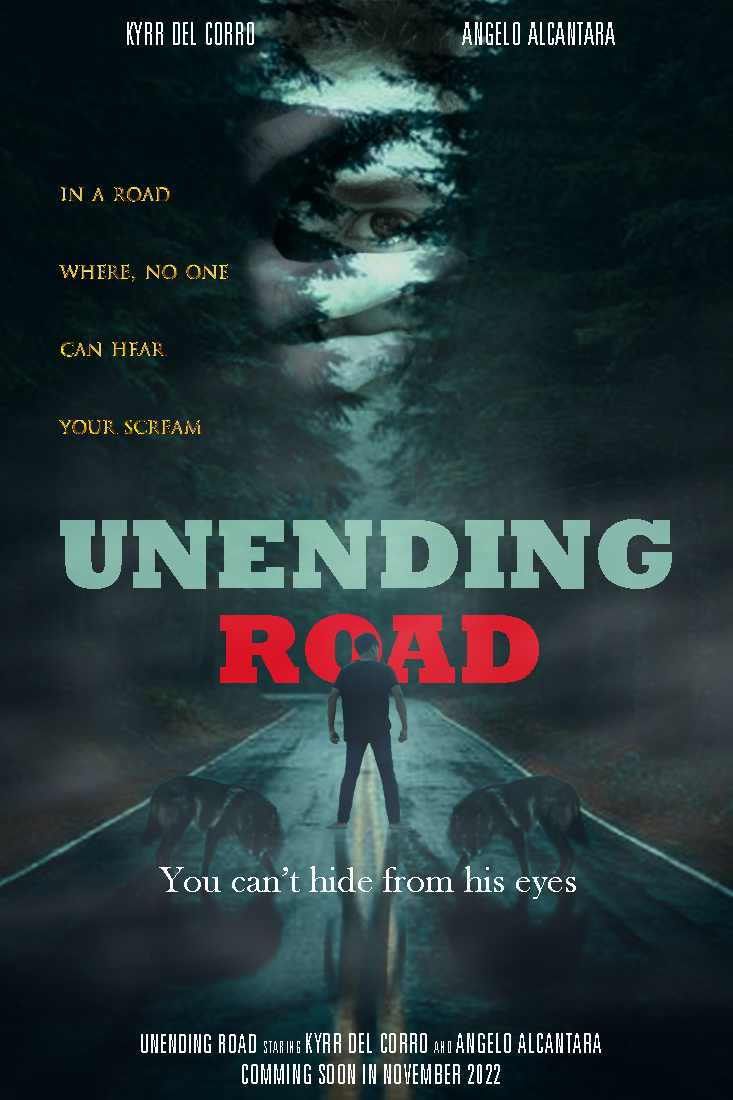 KYRR DEL CORRO ANGELO ALCANTARA
IN A ROAD
WHERE, NO ONE
CAN HEAR
YOUR SCREAM
UNENDING
ROAD
You can't hide from his eyes
UNENDING ROAD STARING KYRR DEL CORRO AND ANGELO ALCANTARA
COMMING SOON IN NOVEMBER 2022